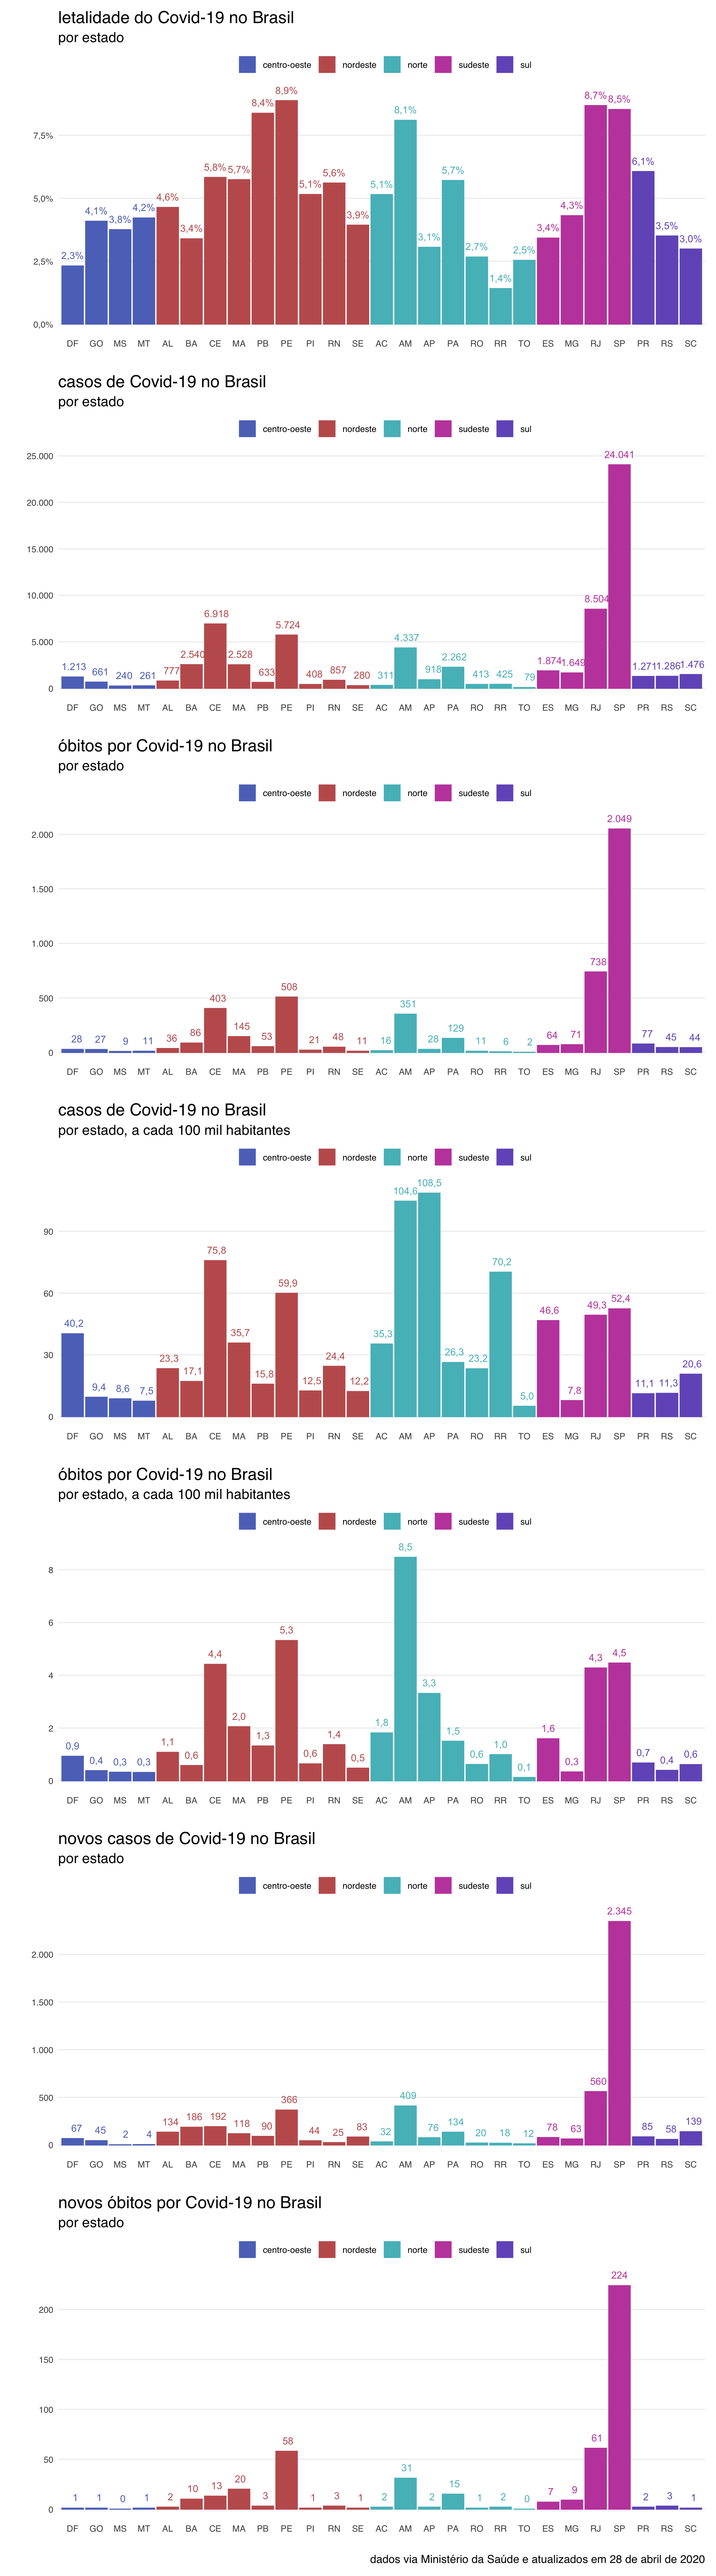 letalidade do Covid-19 no Brasil
por estado
centro-oeste nordeste norte sudeste sul
8,9%
8,7%
8,4% 8,5%
8,1%
7,5%
6,1%
5,8% 5,7% 5,7%
5,6%
5,1% 5,1%
5,0%
4,6%
4,1% 4,2% 4,3%
3,8% 3,9%
3,4% 3,4% 3,5%
3,1% 3,0%
2,7%
2,5% 2,3% 2,5%
1,4%
0,0%
DF GO MS MT AL BA CE MA PB PE PI RN SE AC AM AP PA RO RR TO ES MG RJ SP PR RS SC
casos de Covid-19 no Brasil
por estado
centro-oeste nordeste norte sudeste sul
25.000 24.041
20.000
15.000
10.000 8.504
6.918
5.724
5.000 4.337
1.213 661 240 261 777 2.540 2.528 633 408 857 280 311 918 2.262 413 425 79 1.874 1.649 1.271 1.286 1.476
0
DF GO MS MT AL BA CE MA PB PE PI RN SE AC AM AP PA RO RR TO ES MG RJ SP PR RS SC
óbitos por Covid-19 no Brasil
por estado
centro-oeste nordeste norte sudeste sul
2.049
2.000
1.500
1.000
738
500 403 508 351
28 27 9 11 36 86 145 53 21 48 11 16 28 129 11 6 2 64 71 77 45 44
0
DF GO MS MT AL BA CE MA PB PE PI RN SE AC AM AP PA RO RR TO ES MG RJ SP PR RS SC
casos de Covid-19 no Brasil
por estado, a cada 100 mil habitantes
centro-oeste nordeste norte sudeste sul
104,6 108,5
90
75,8 70,2
60 59,9 52,4
40,2 46,6 49,3
35,7 35,3
30
23,3 17,1 15,8 12,5 24,4 12,2 26,3 23,2 20,6
9,4 8,6 7,5 5,0 7,8 11,1 11,3
0
DF GO MS MT AL BA CE MA PB PE PI RN SE AC AM AP PA RO RR TO ES MG RJ SP PR RS SC
óbitos por Covid-19 no Brasil
por estado, a cada 100 mil habitantes
centro-oeste nordeste norte sudeste sul
8,5
8
6
5,3
4 4,4 3,3 4,3 4,5
2 2,0 1,8
0,9 0,4 0,3 0,3 1,1 0,6 1,3 0,6 1,4 0,5 1,5 0,6 1,0 0,1 1,6 0,3 0,7 0,4 0,6
0
DF GO MS MT AL BA CE MA PB PE PI RN SE AC AM AP PA RO RR TO ES MG RJ SP PR RS SC
novos casos de Covid-19 no Brasil
por estado
centro-oeste nordeste norte sudeste sul
2.345
2.000
1.500
1.000
560
500 366 409
67 45 2 4 134 186 192 118 90 44 25 83 32 76 134 20 18 12 78 63 85 58 139
0
DF GO MS MT AL BA CE MA PB PE PI RN SE AC AM AP PA RO RR TO ES MG RJ SP PR RS SC
novos óbitos por Covid-19 no Brasil
por estado
centro-oeste nordeste norte sudeste sul
224
200
150
100
50 58 61
31
1 1 0 1 2 10 13 20 3 1 3 1 2 2 15 1 2 0 7 9 2 3 1
0
DF GO MS MT AL BA CE MA PB PE PI RN SE AC AM AP PA RO RR TO ES MG RJ SP PR RS SC
dados via Ministério da Saúde e atualizados em 28 de abril de 2020